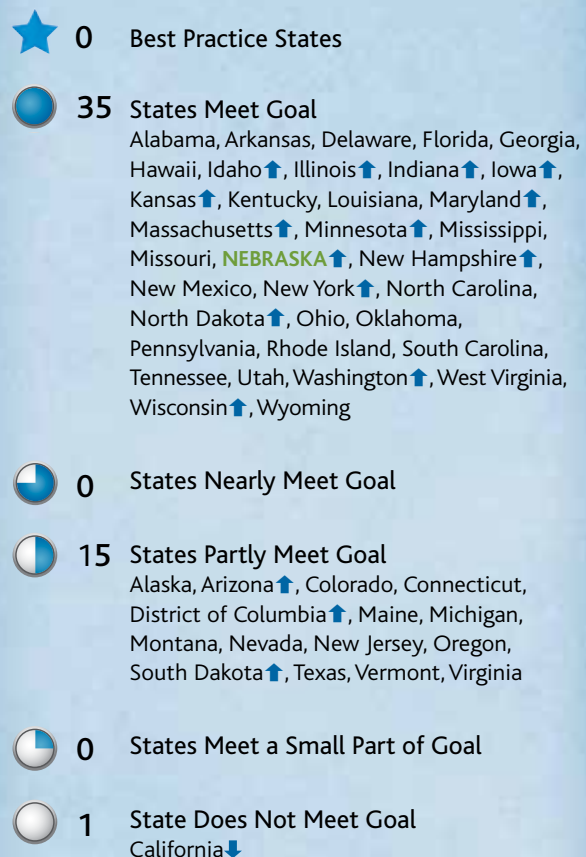 0 Best Practice States
35 States Meet Goal
Alabama, Arkansas, Delaware, Florida, Georgia,
Hawaii, Idaho⬆, Illinois⬆, Indiana⬆, Iowa⬆,
Kansas⬆, Kentucky, Louisiana, Maryland⬆,
Massachusetts⬆, Minnesota⬆, Mississippi,
Missouri, NEBRASKA⬆, New Hampshire⬆,
New Mexico, New York⬆, North Carolina,
North Dakota⬆, Ohio, Oklahoma,
Pennsylvania, Rhode Island, South Carolina,
Tennessee, Utah, Washington⬆, West Virginia,
Wisconsin⬆, Wyoming
0 States Nearly Meet Goal
15 States Partly Meet Goal
Alaska, Arizona⬆, Colorado, Connecticut,
District of Columbia⬆, Maine, Michigan,
Montana, Nevada, New Jersey, Oregon,
South Dakota⬆, Texas, Vermont, Virginia
0 States Meet a Small Part of Goal
1 State Does Not Meet Goal
California⬇